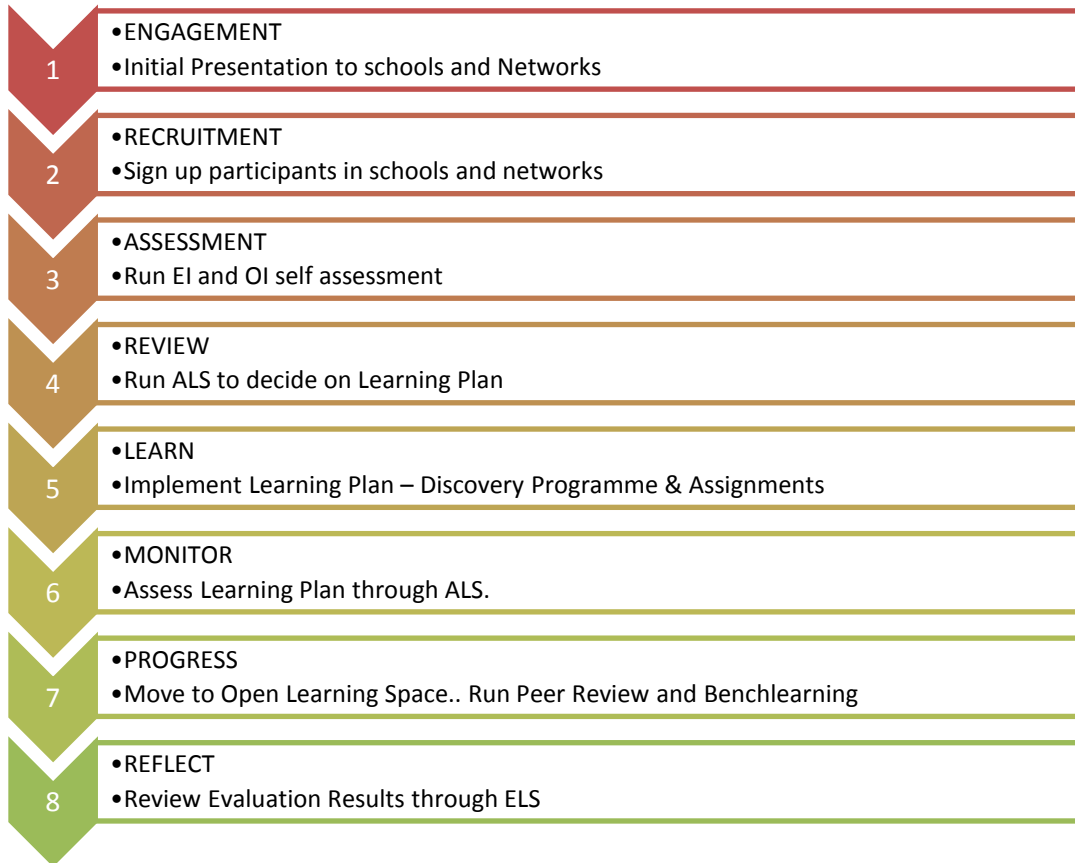 1
•ENGAGEMENT
•Initial Presentation to schools and Networks
2
•RECRUITMENT
•Sign up participants in schools and networks
3
•ASSESSMENT
•Run EI and OI self assessment
4
•REVIEW
•Run ALS to decide on Learning Plan
5
•LEARN
•Implement Learning Plan – Discovery Programme & Assignments
6
•MONITOR
•Assess Learning Plan through ALS.
7
•PROGRESS
•Move to Open Learning Space.. Run Peer Review and Benchlearning
8
•REFLECT
•Review Evaluation Results through ELS